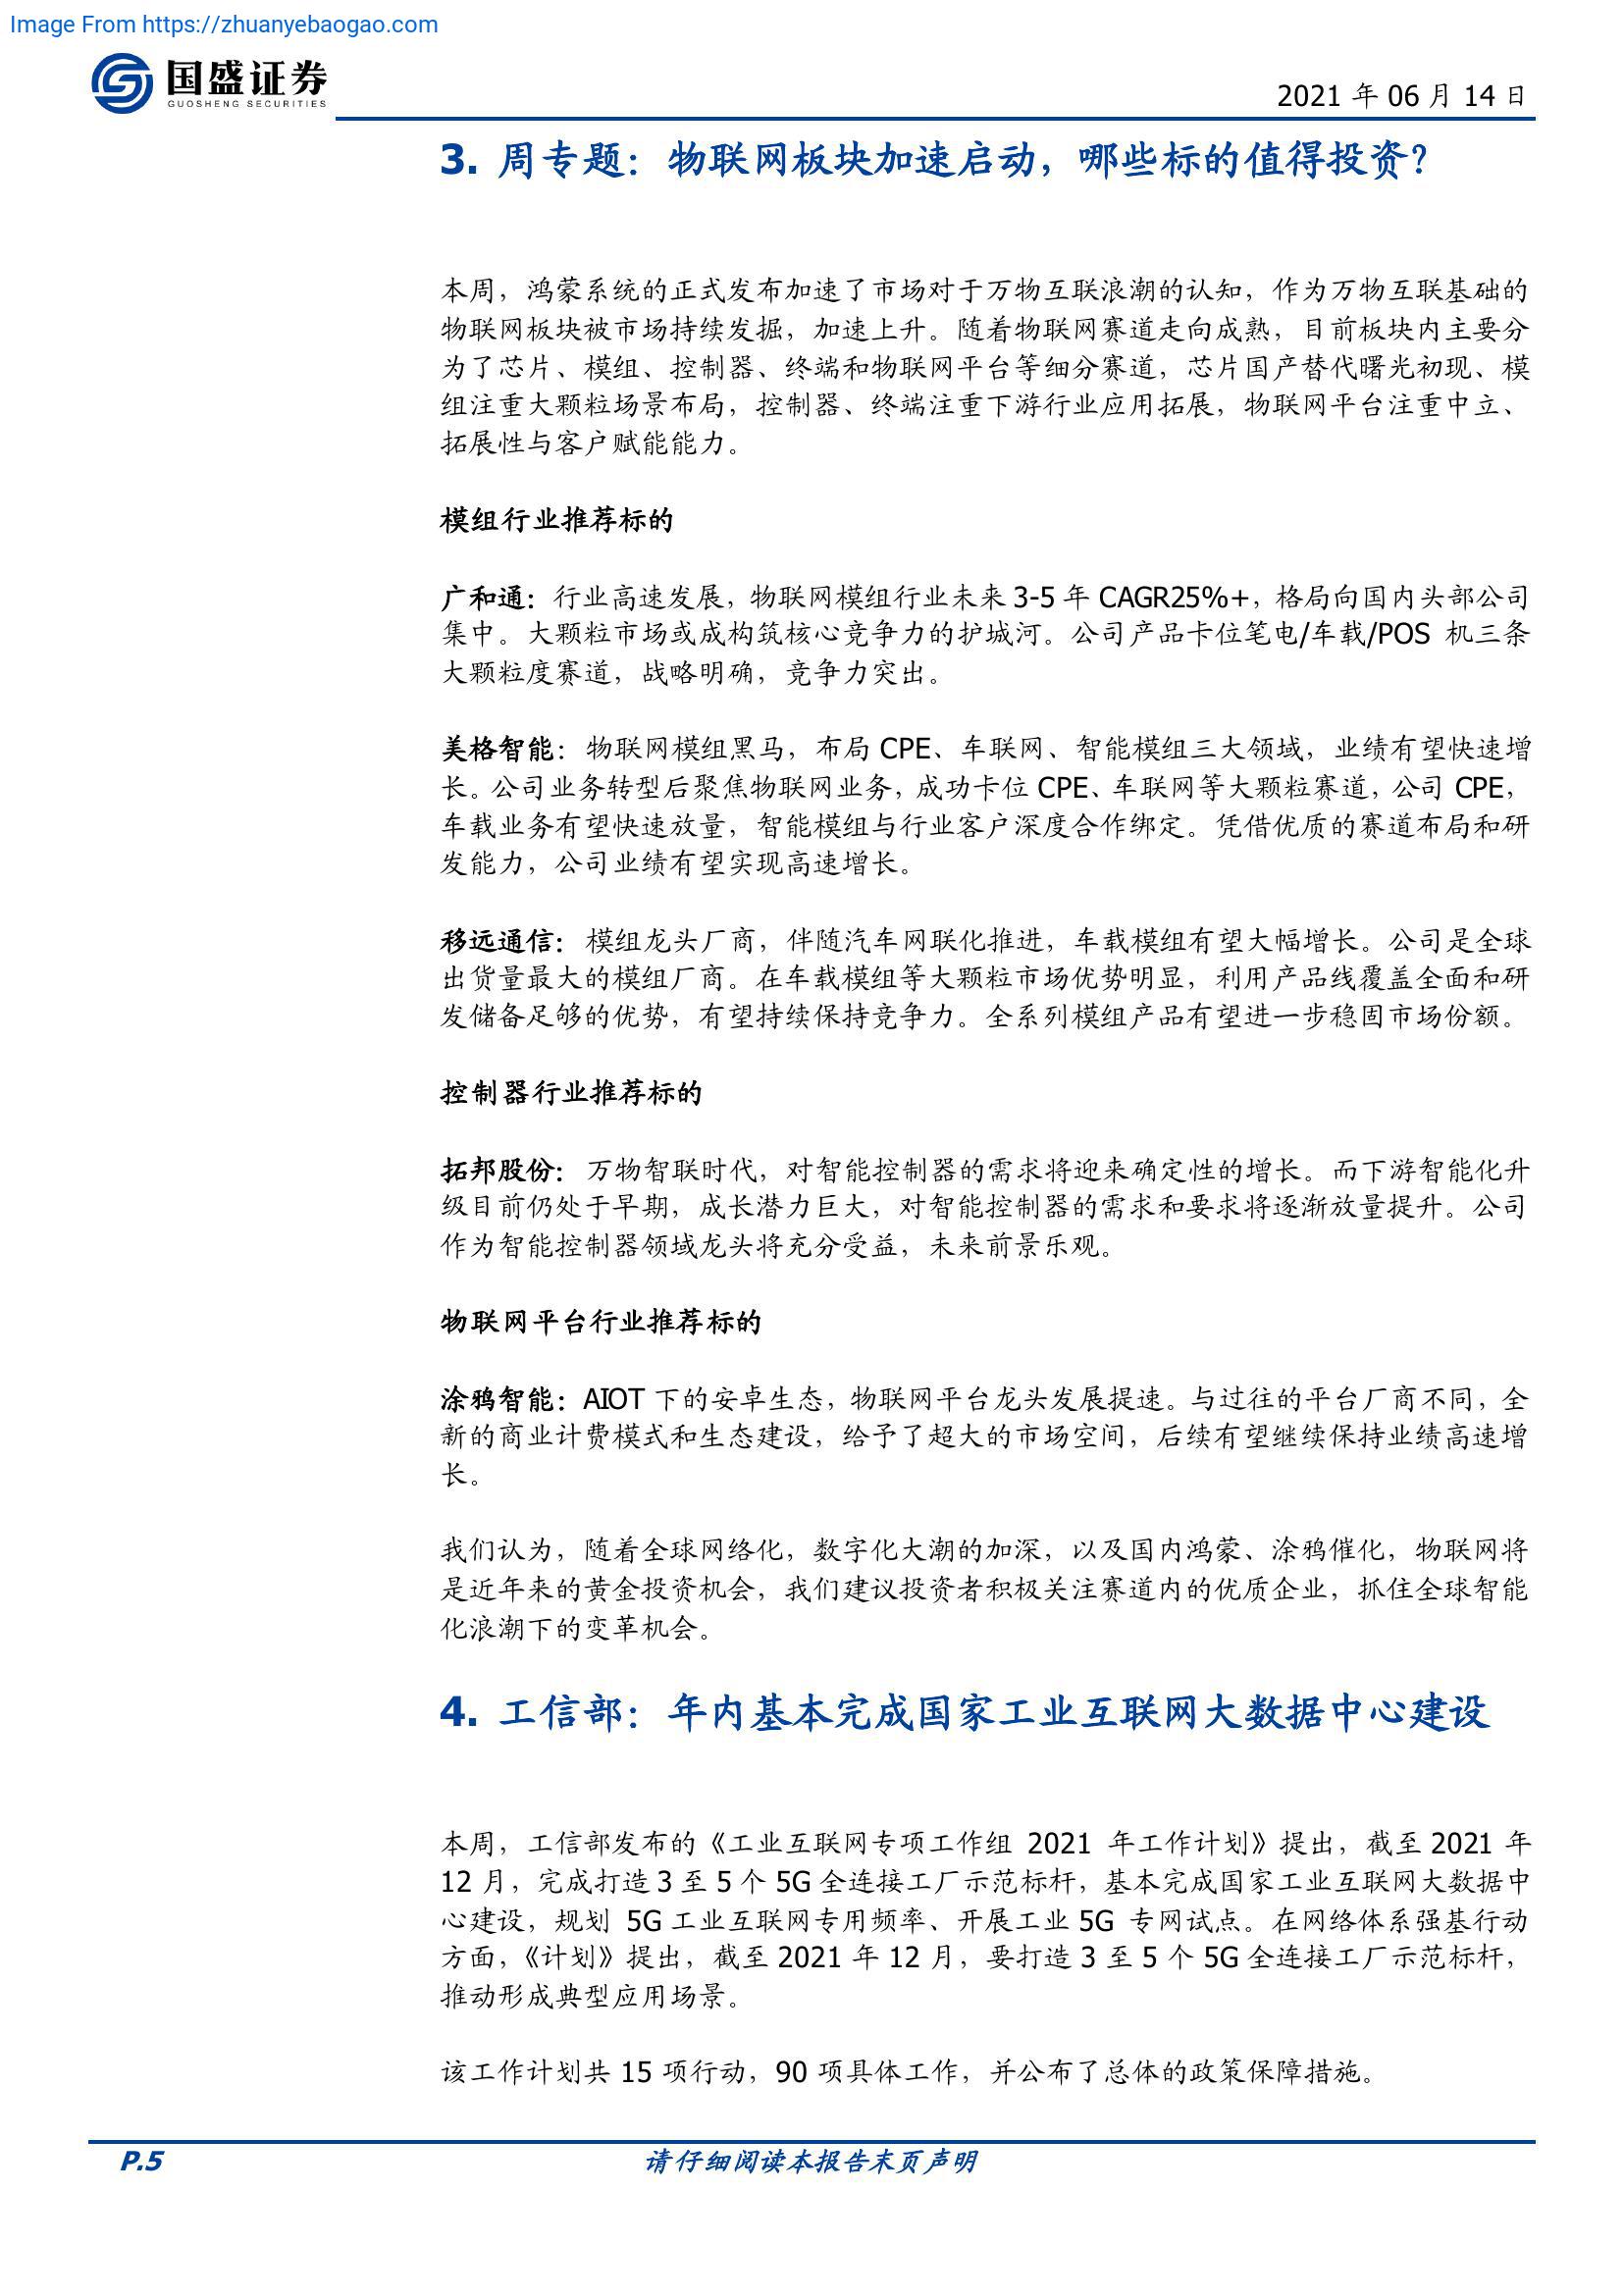 Image From https://zhuanyebaogao.com
国盛证券
GUOSHENG SECURITIES
2021 年 06 月 14 日
3. 周专题：物联网板块加速启动，哪些标的值得投资？
本周，鸿蒙系统的正式发布加速了市场对于万物互联浪潮的认知，作为万物互联基础的
物联网板块被市场持续发掘，加速上升。随着物联网赛道走向成熟，目前板块内主要分
为了芯片、模组、控制器、终端和物联网平台等细分赛道，芯片国产替代曙光初现、模
组注重大颗粒场景布局，控制器、终端注重下游行业应用拓展，物联网平台注重中立、
拓展性与客户赋能能力。
模组行业推荐标的
广和通：行业高速发展，物联网模组行业未来 3-5 年 CAGR25%+，格局向国内头部公司
集中。大颗粒市场或成构筑核心竞争力的护城河。公司产品卡位笔电/车载/POS 机三条
大颗粒度赛道，战略明确，竞争力突出。
美格智能：物联网模组黑马，布局 CPE、车联网、智能模组三大领域，业绩有望快速增
长。公司业务转型后聚焦物联网业务，成功卡位 CPE、车联网等大颗粒赛道，公司 CPE，
车载业务有望快速放量，智能模组与行业客户深度合作绑定。凭借优质的赛道布局和研
发能力，公司业绩有望实现高速增长。
移远通信：模组龙头厂商，伴随汽车网联化推进，车载模组有望大幅增长。公司是全球
出货量最大的模组厂商。在车载模组等大颗粒市场优势明显，利用产品线覆盖全面和研
发储备足够的优势，有望持续保持竞争力。全系列模组产品有望进一步稳固市场份额。
控制器行业推荐标的
拓邦股份：万物智联时代，对智能控制器的需求将迎来确定性的增长。而下游智能化升
级目前仍处于早期，成长潜力巨大，对智能控制器的需求和要求将逐渐放量提升。公司
作为智能控制器领域龙头将充分受益，未来前景乐观。
物联网平台行业推荐标的
涂鸦智能：AIOT 下的安卓生态，物联网平台龙头发展提速。与过往的平台厂商不同，全
新的商业计费模式和生态建设，给予了超大的市场空间，后续有望继续保持业绩高速增
长。
我们认为，随着全球网络化，数字化大潮的加深，以及国内鸿蒙、涂鸦催化，物联网将
是近年来的黄金投资机会，我们建议投资者积极关注赛道内的优质企业，抓住全球智能
化浪潮下的变革机会。
4. 工信部：年内基本完成国家工业互联网大数据中心建设
本周，工信部发布的《工业互联网专项工作组 2021 年工作计划》提出，截至 2021 年
12 月，完成打造 3 至 5 个 5G 全连接工厂示范标杆，基本完成国家工业互联网大数据中
心建设，规划 5G 工业互联网专用频率、开展工业 5G 专网试点。在网络体系强基行动
方面，《计划》提出，截至 2021 年 12 月，要打造 3 至 5 个 5G 全连接工厂示范标杆，
推动形成典型应用场景。
该工作计划共 15 项行动，90 项具体工作，并公布了总体的政策保障措施。
P.5
请仔细阅读本报告末页声明